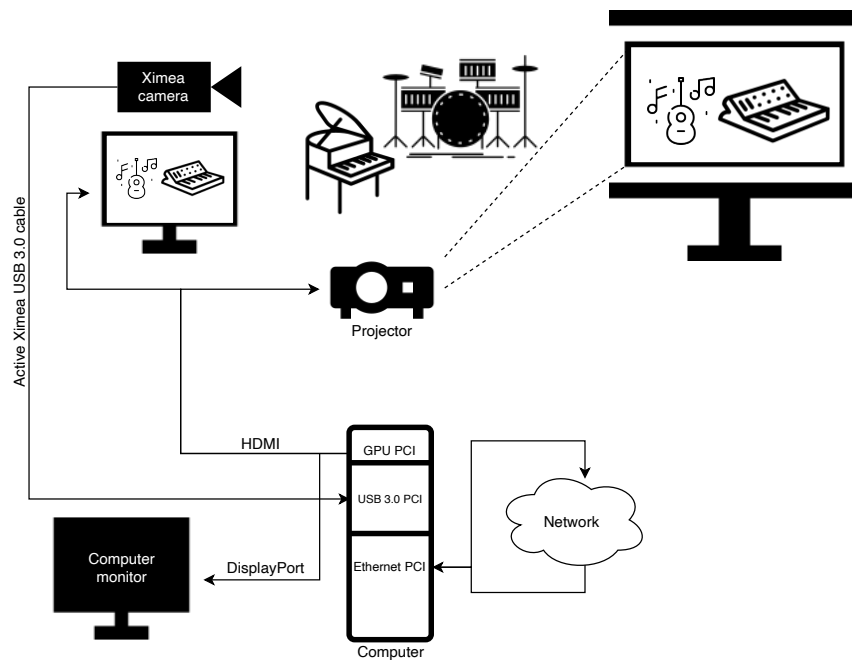 Ximea
camera
Active Ximea USB 3.0 cable
Projector
HDMI
GPU PCI
USB 3.0 PCI
Network
Computer
monitor
DisplayPort
Ethernet PCI
Computer